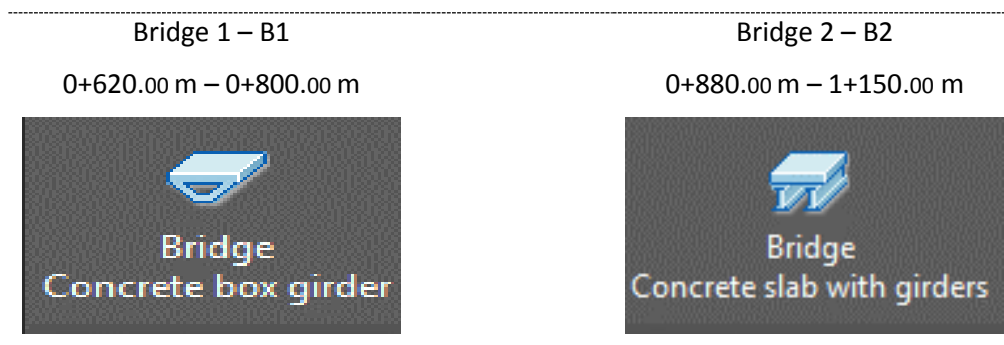 Bridge 1 – B1
0+620.00 m – 0+800.00 m
Bridge
Concrete box girder
Bridge 2 – B2
0+880.00 m – 1+150.00 m
Bridge
Concrete slab with girders